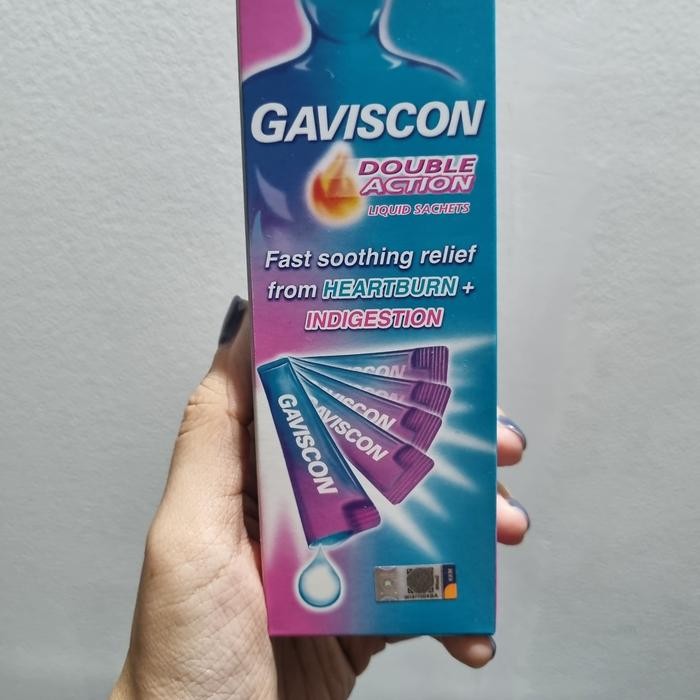 GAVISCON
DOUBLE
ACTION
LIQUID SACHETS
Fast soothing relief
from HEARTBURN +
INDIGESTION
GAVISCON
GAVISCON